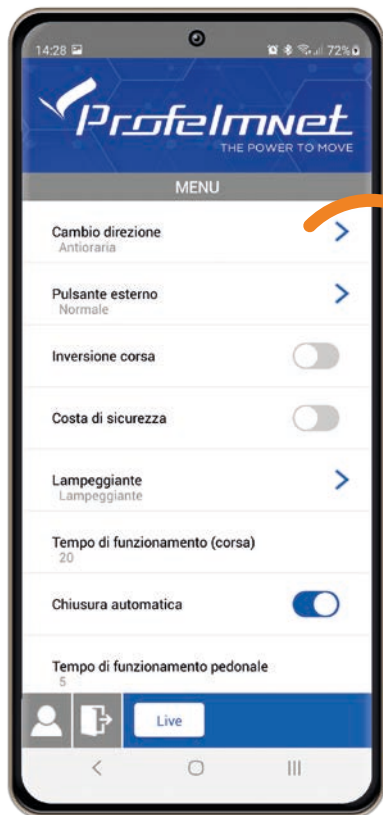 14:28 72%
Profelmnet
THE POWER TO MOVE
MENU
Cambio direzione
Antioraria
Pulsante esterno
Normale
Inversione corsa
Costa di sicurezza
Lampeggiante
Lampeggiante
Tempo di funzionamento (corsa)
20
Chiusura automatica
Tempo di funzionamento pedonale
5
Live